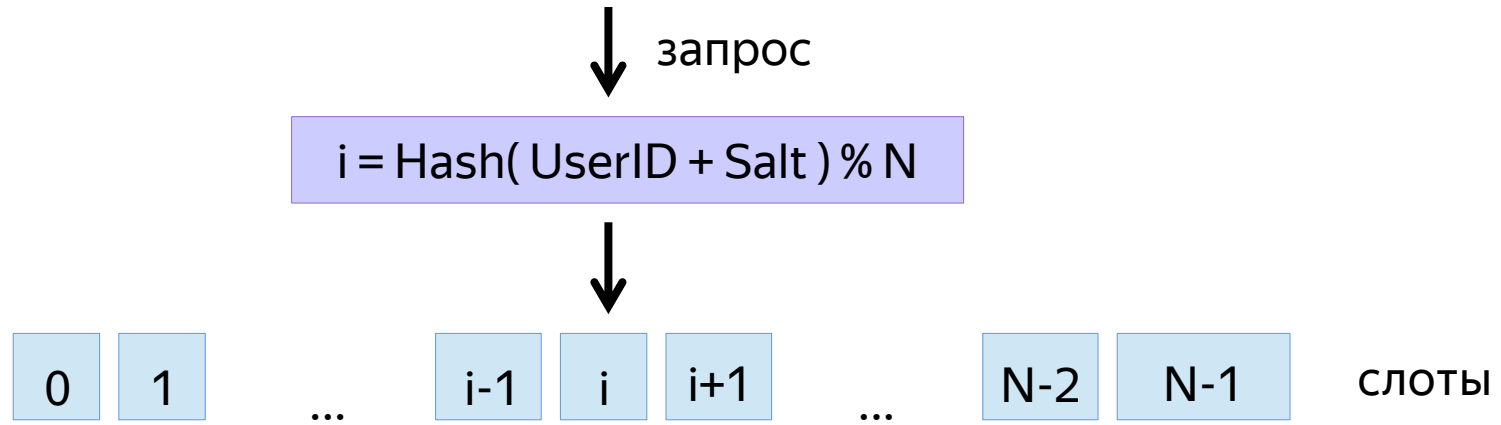 запрос
i = Hash( UserID + Salt ) % N
0 1 ... i-1 i i+1 ... N-2 N-1 слоты